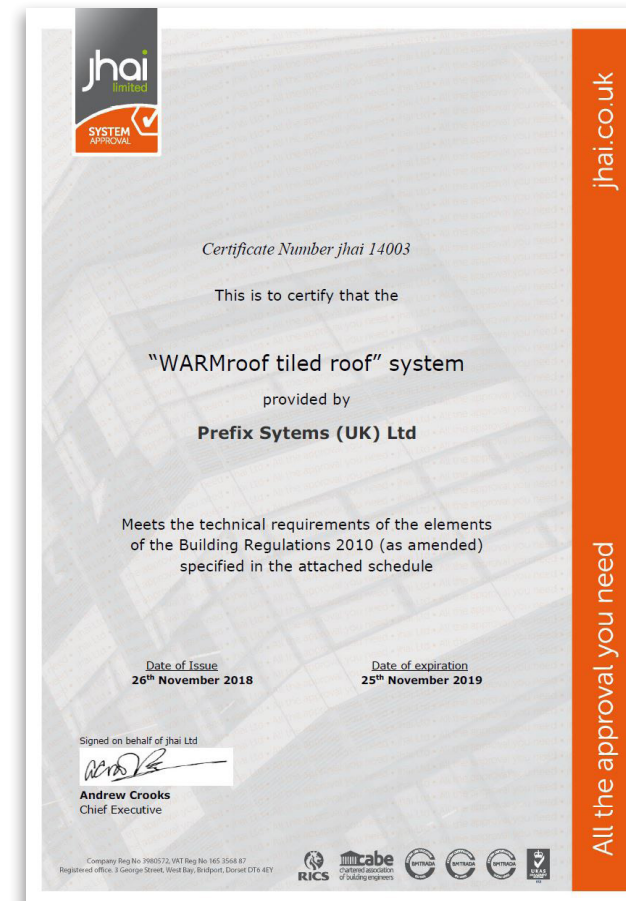 jhai
limited
SYSTEM
APPROVAL
jhai.co.uk
Certificate Number jhai 14003
This is to certify that the
“WARMroof tiled roof” system
provided by
Prefix Sytems (UK) Ltd
Meets the technical requirements of the elements
of the Building Regulations 2010 (as amended)
specified in the attached schedule
Date of Issue
26th November 2018
Date of expiration
25th November 2019
Signed on behalf of jhai Ltd
Andrew Crooks
Chief Executive
Company Reg No 3980572, VAT Reg No 165 3568 87
Registered office. 3 George Street, West Bay, Bridport, Dorset DT6 4EY
RICS
cabe
chartered association
of building engineers
BMTRADA
BMTRADA
BMTRADA
UKAS
All the approval you need